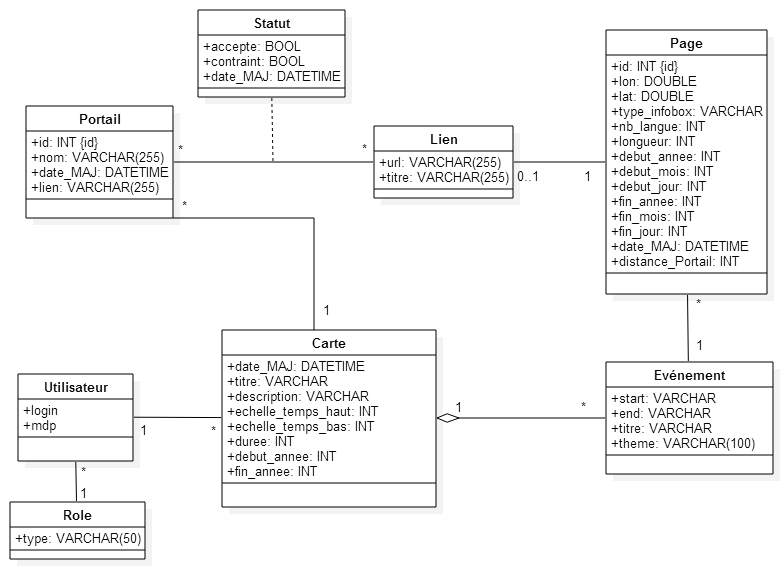 Statut
+accepte: BOOL
+contraint: BOOL
+date_MAJ: DATETIME
Page
+id: INT {id}
+lon: DOUBLE
+lat: DOUBLE
+type_infobox: VARCHAR
+nb_langue: INT
+longueur: INT
+debut_annee: INT
+debut_mois: INT
+debut_jour: INT
+fin_annee: INT
+fin_mois: INT
+fin_jour: INT
+date_MAJ: DATETIME
+distance_Portail: INT
Portail
+id: INT {id}
+nom: VARCHAR(255)
+date_MAJ: DATETIME
+lien: VARCHAR(255)
*
*
Lien
+url: VARCHAR(255)
+titre: VARCHAR(255)
0..1
1
*
1
*
1
Carte
+date_MAJ: DATETIME
+titre: VARCHAR
+description: VARCHAR
+echelle_temps_haut: INT
+echelle_temps_bas: INT
+duree: INT
+debut_annee: INT
+fin_annee: INT
Evénement
+start: VARCHAR
+end: VARCHAR
+titre: VARCHAR
+theme: VARCHAR(100)
1
*
Utilisateur
+login
+mdp
1
*
*
1
Role
+type: VARCHAR(50)